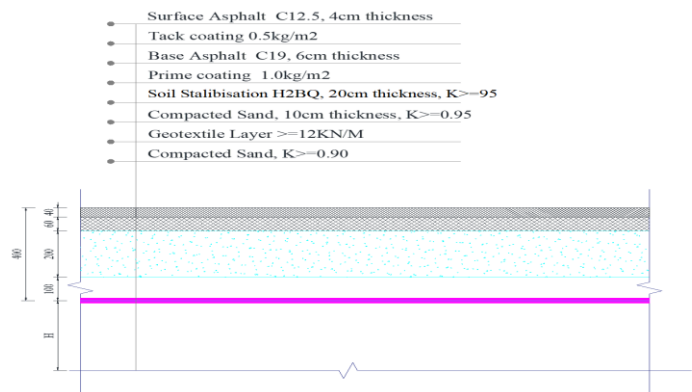 Surface Asphalt C12.5, 4cm thickness
Tack coating 0.5kg/m2
Base Asphalt C19, 6cm thickness
Prime coating 1.0kg/m2
Soil Stalibisation H2BQ, 20cm thickness, K>=95
Compacted Sand, 10cm thickness, K>=0.95
Geotextile Layer >=12KN/M
Compacted Sand, K>=0.90
40
60
400
200
100
H